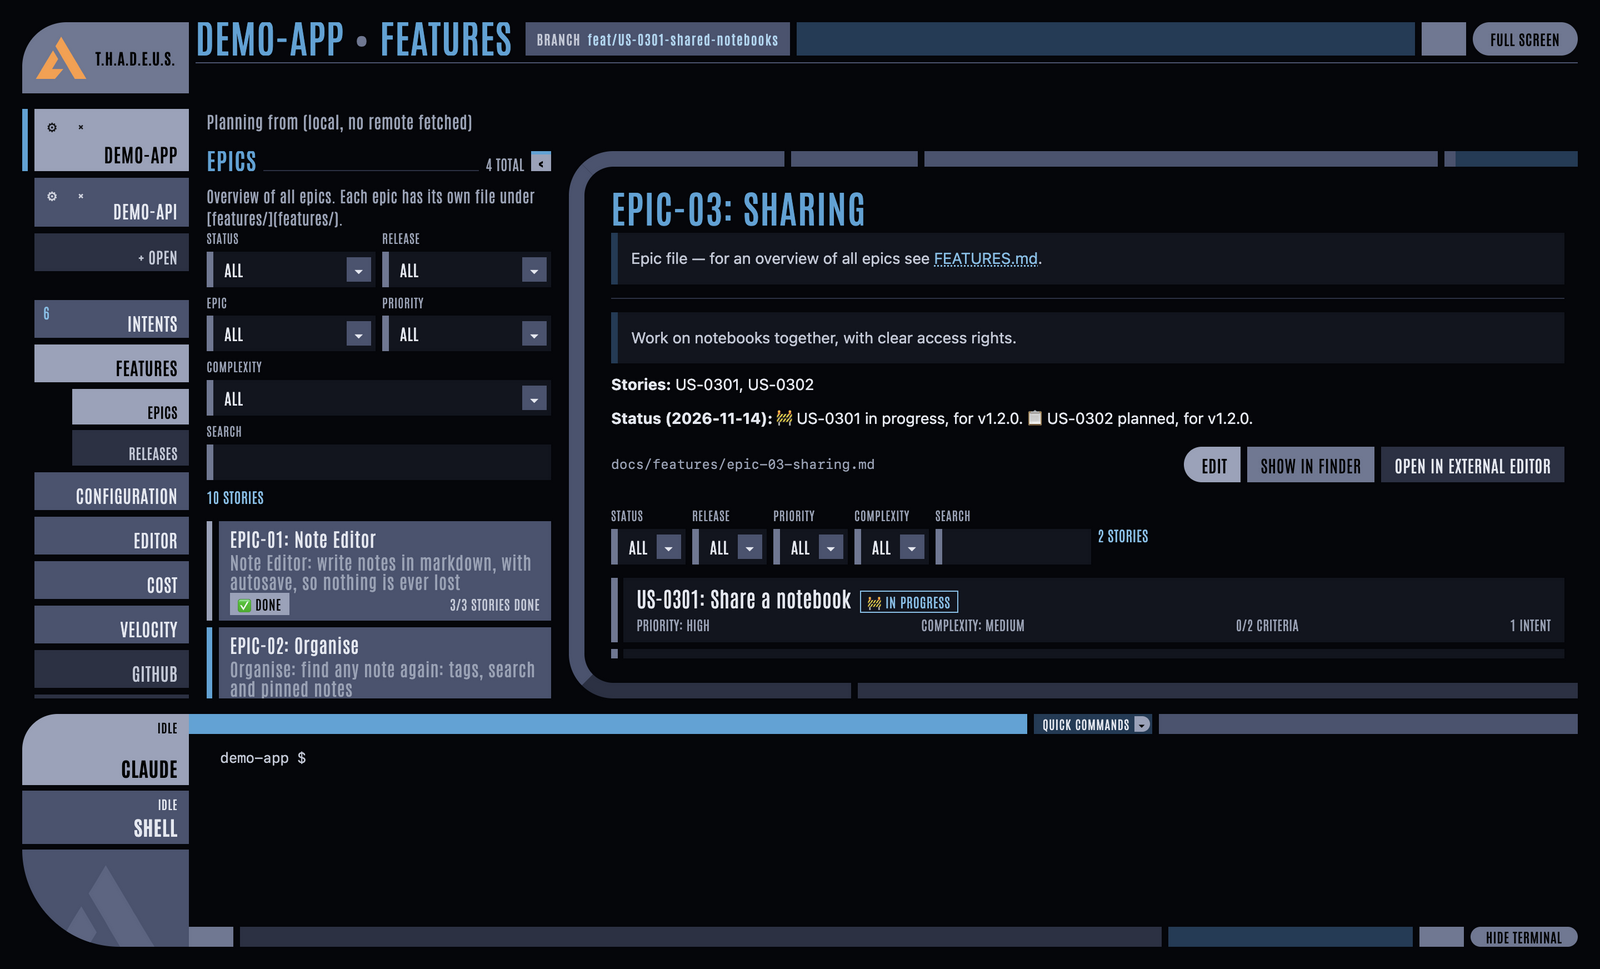 T.H.A.D.E.U.S.
DEMO-APP • FEATURES
BRANCH feat/US-0301-shared-notebooks
FULL SCREEN
DEMO-APP
DEMO-API
+ OPEN
6
INTENTS
FEATURES
EPICS
RELEASES
CONFIGURATION
EDITOR
COST
VELOCITY
GITHUB
Planning from (local, no remote fetched)
EPICS
4 TOTAL
Overview of all epics. Each epic has its own file under
[features/](features/).
STATUS
RELEASE
ALL
ALL
EPIC
PRIORITY
ALL
ALL
COMPLEXITY
ALL
SEARCH
10 STORIES
EPIC-01: Note Editor
Note Editor: write notes in markdown, with
autosave, so nothing is ever lost
✅ DONE
3/3 STORIES DONE
EPIC-02: Organise
Organise: find any note again: tags, search
and pinned notes
EPIC-03: SHARING
Epic file — for an overview of all epics see FEATURES.md.
Work on notebooks together, with clear access rights.
Stories: US-0301, US-0302
Status (2026-11-14): 🚧 US-0301 in progress, for v1.2.0. 📋 US-0302 planned, for v1.2.0.
docs/features/epic-03-sharing.md
EDIT
SHOW IN FINDER
OPEN IN EXTERNAL EDITOR
STATUS
RELEASE
PRIORITY
COMPLEXITY
SEARCH
ALL
ALL
ALL
ALL
2 STORIES
US-0301: Share a notebook
🚧 IN PROGRESS
PRIORITY: HIGH
COMPLEXITY: MEDIUM
0/2 CRITERIA
1 INTENT
IDLE
CLAUDE
IDLE
SHELL
QUICK COMMANDS
demo-app $
HIDE TERMINAL